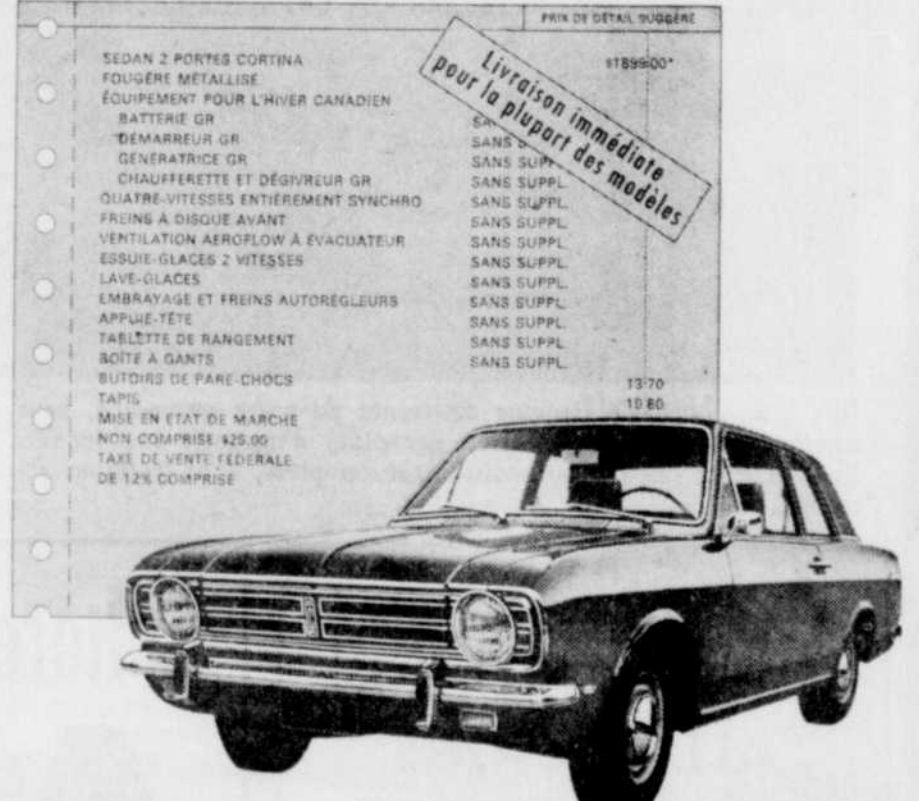 PRIX DE DÉTAIL SUGGÉRÉ
SEDAN 2 PORTES CORTINA $1899.00*
FOUGÈRE MÉTALLISÉ
ÉQUIPEMENT POUR L'HIVER CANADIEN
BATTERIE GR
DÉMARREUR GR SANS
GÉNÉRATRICE GR SANS SUPPL.
CHAUFFERETTE ET DÉGIVREUR GR SANS SUPPL.
QUATRE-VITESSES ENTIÈREMENT SYNCHRO SANS SUPPL.
FREINS À DISQUE AVANT SANS SUPPL.
VENTILATION AEROFLOW À ÉVACUATEUR SANS SUPPL.
ESSUIE-GLACES 2 VITESSES SANS SUPPL.
LAVE-GLACES SANS SUPPL.
EMBRAYAGE ET FREINS AUTORÉGLEURS SANS SUPPL.
APPUIE-TÊTE SANS SUPPL.
TABLETTE DE RANGEMENT SANS SUPPL.
BOÎTE À GANTS SANS SUPPL.
BUTOIRS DE PARE-CHOCS 13.70
TAPIS 19.80
MISE EN ÉTAT DE MARCHE
NON COMPRISE $25.00
TAXE DE VENTE FÉDÉRALE
DE 12% COMPRISE
Livraison immédiate
pour la plupart des modèles